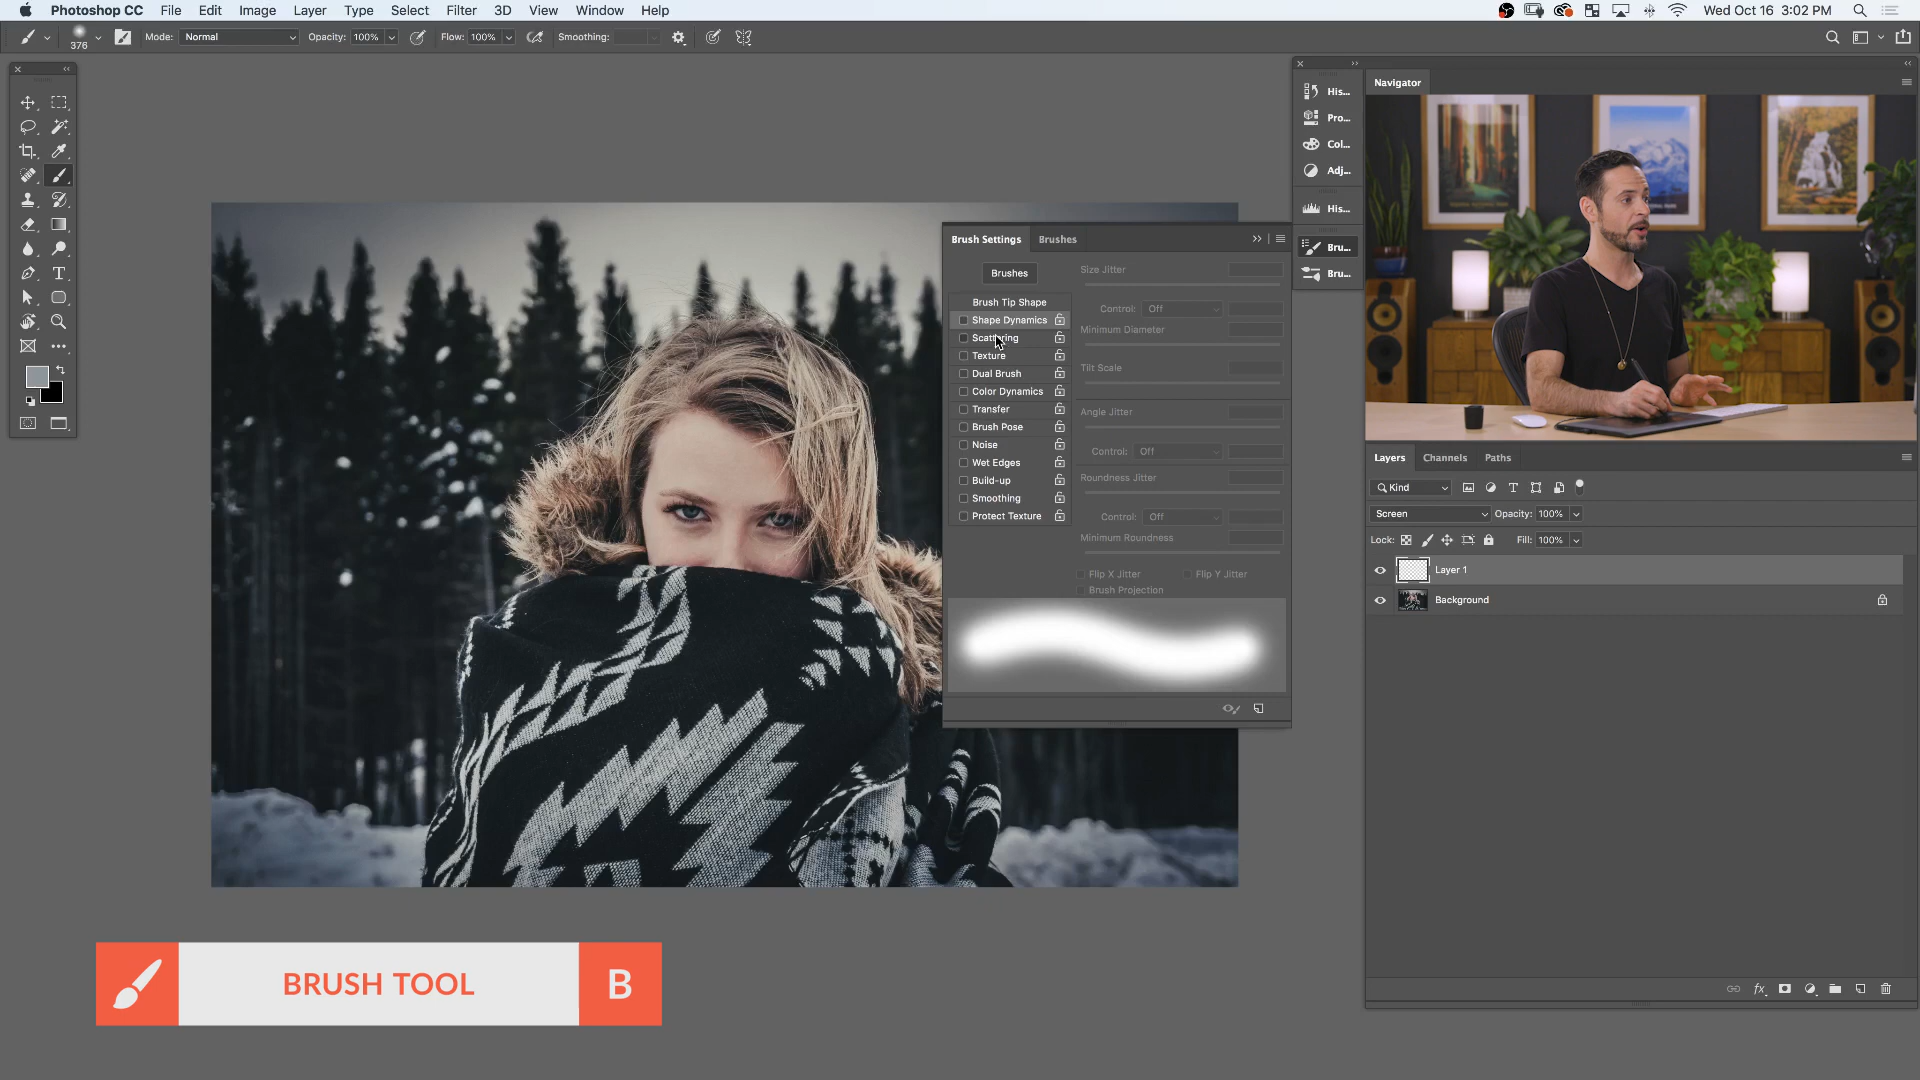 Photoshop CC File Edit Image Layer Type Select Filter 3D View Window Help Wed Oct 16 3:02 PM
376 Mode: Normal Opacity: 100% Flow: 100% Smoothing:
Navigator
His...
Pro...
Col...
Adj...
His...
Bru...
Bru...
Brush Settings Brushes
Brushes
Brush Tip Shape
Shape Dynamics
Scattering
Texture
Dual Brush
Color Dynamics
Transfer
Brush Pose
Noise
Wet Edges
Build-up
Smoothing
Protect Texture
Size Jitter
Control: Off
Minimum Diameter
Tilt Scale
Angle Jitter
Control: Off
Roundness Jitter
Control: Off
Minimum Roundness
Flip X Jitter Flip Y Jitter
Brush Projection
Layers Channels Paths
Kind
Screen Opacity: 100%
Lock: Fill: 100%
Layer 1
Background
fx
BRUSH TOOL B